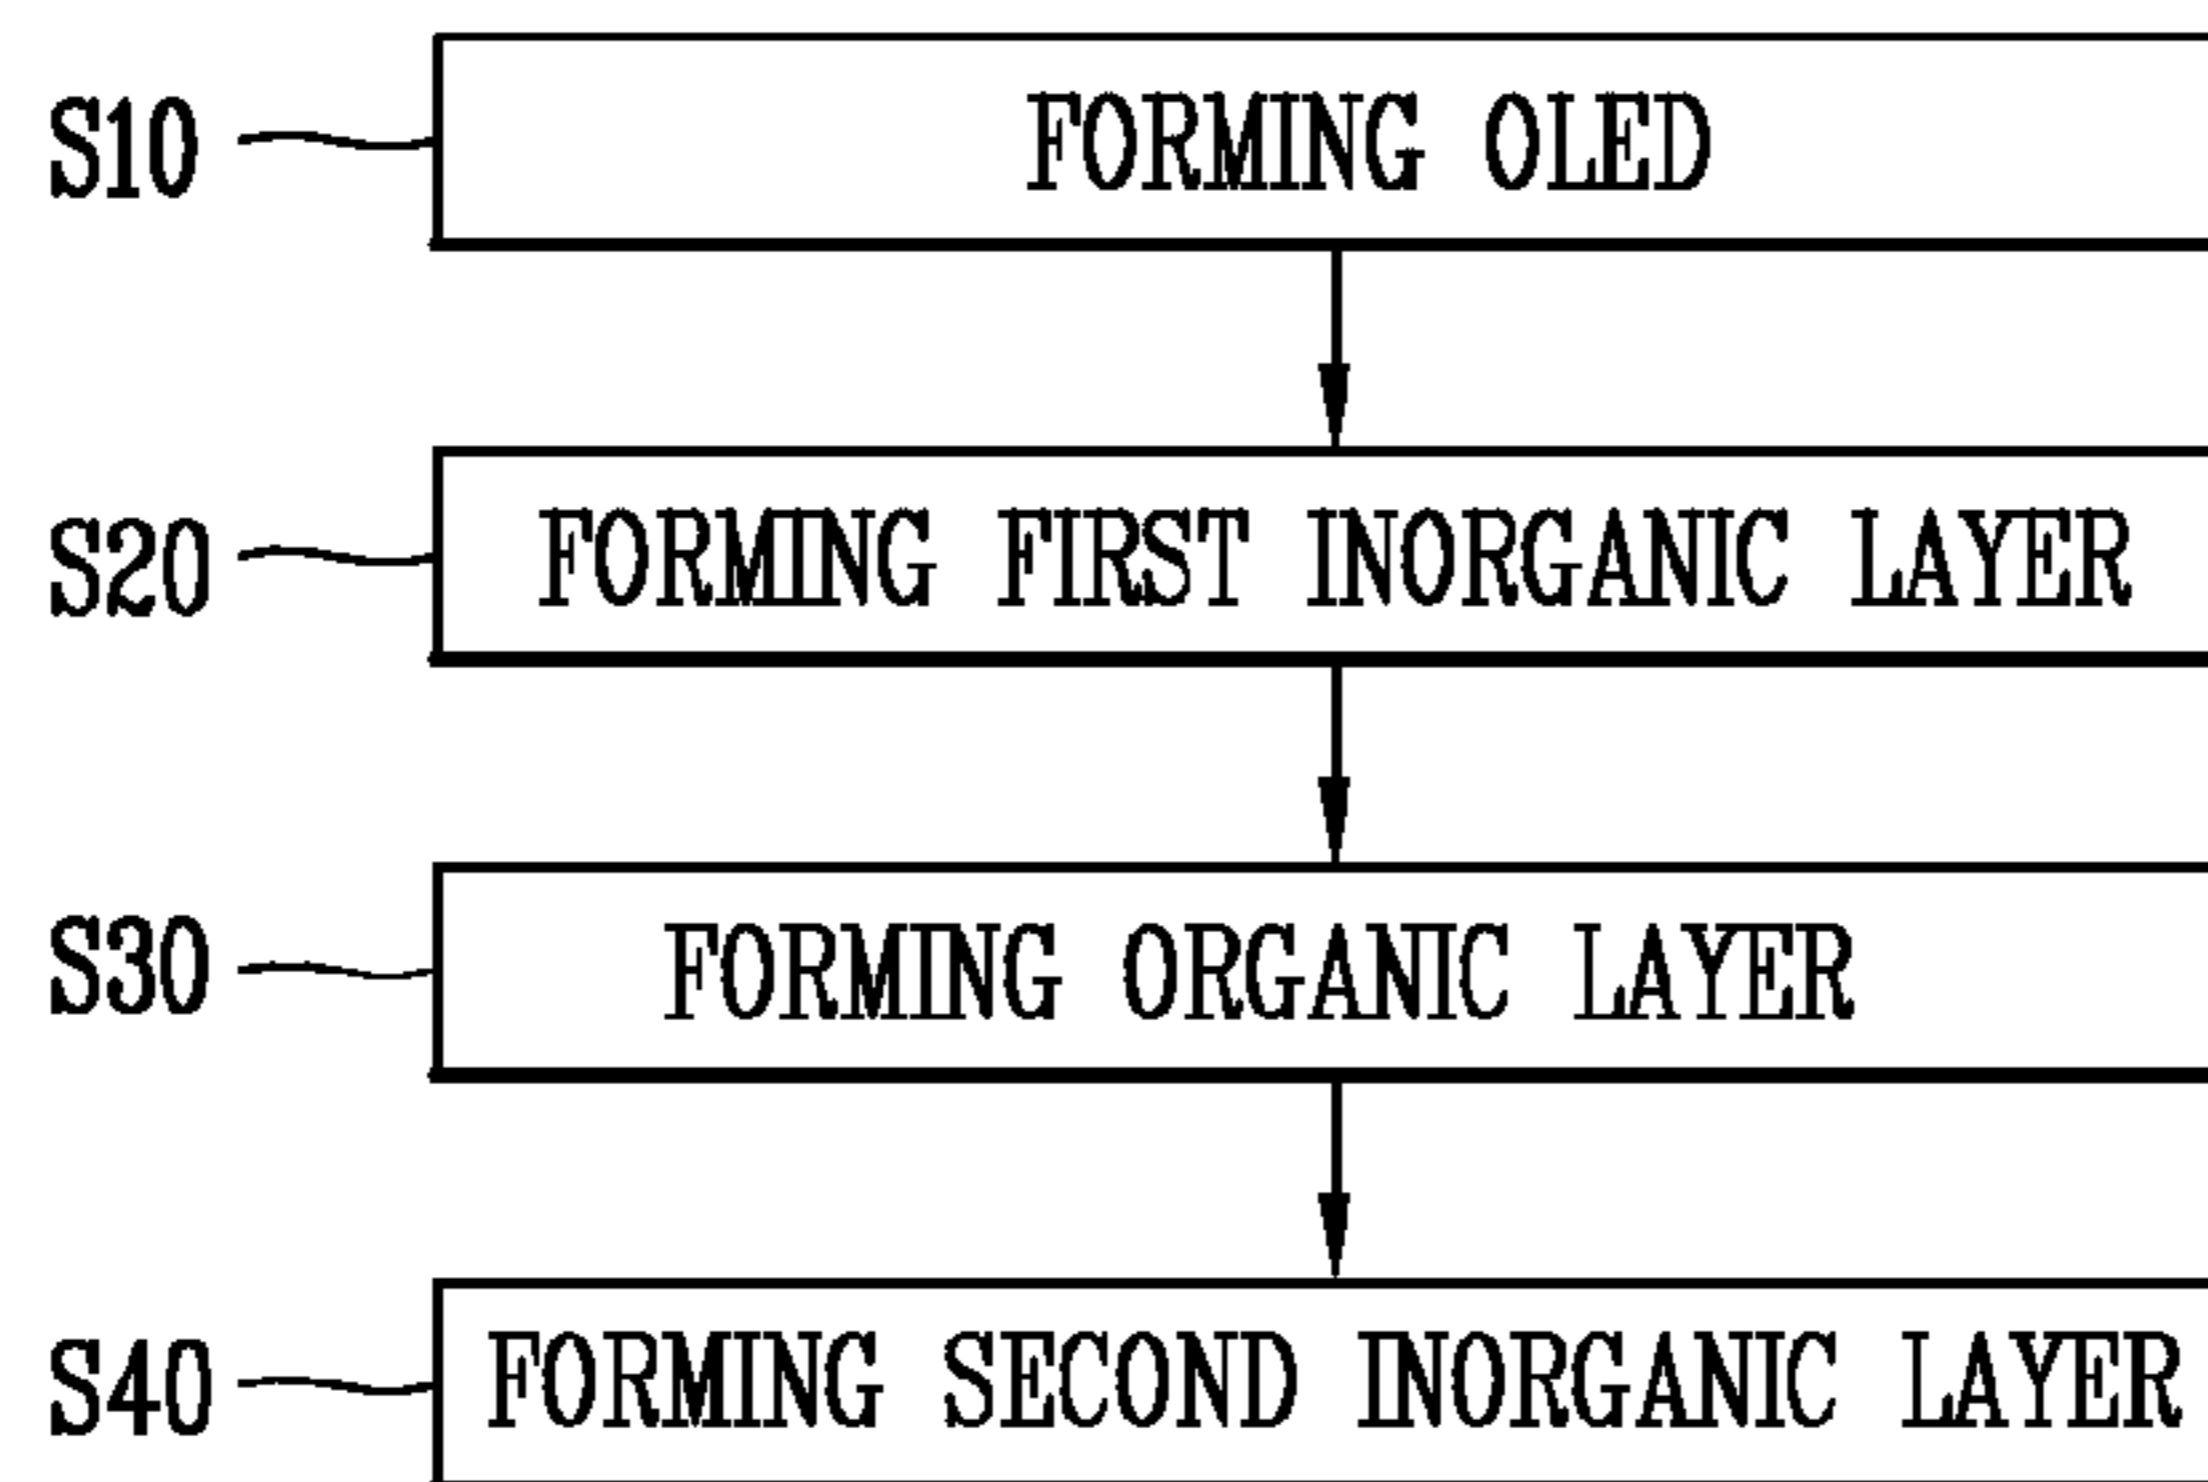 S10 FORMING OLED
S20 FORMING FIRST INORGANIC LAYER
S30 FORMING ORGANIC LAYER
S40 FORMING SECOND INORGANIC LAYER